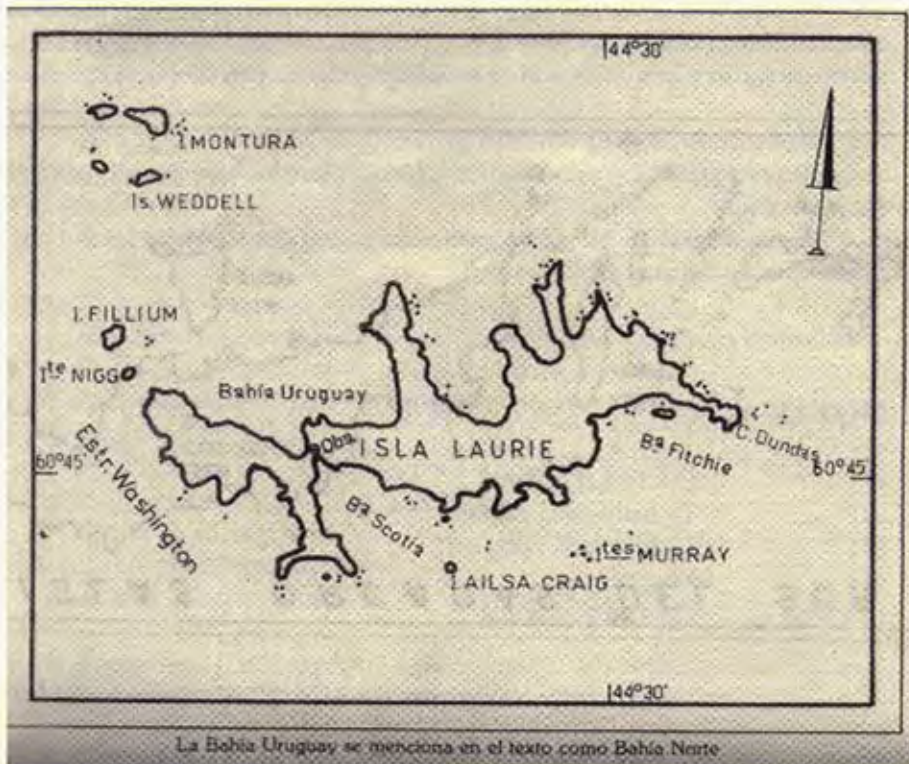 44°30'
I. MONTURA
Is. WEDDELL
I. FILLIUM
Ite NIGG
Bahía Uruguay
Obs.
ISLA LAURIE
C. Dundas
Ba Fitchie
60°45'
60°45'
Estr. Washington
Ba Scotia
Ites MURRAY
I. AILSA CRAIG
44°30'
La Bahía Uruguay se menciona en el texto como Bahía Norte